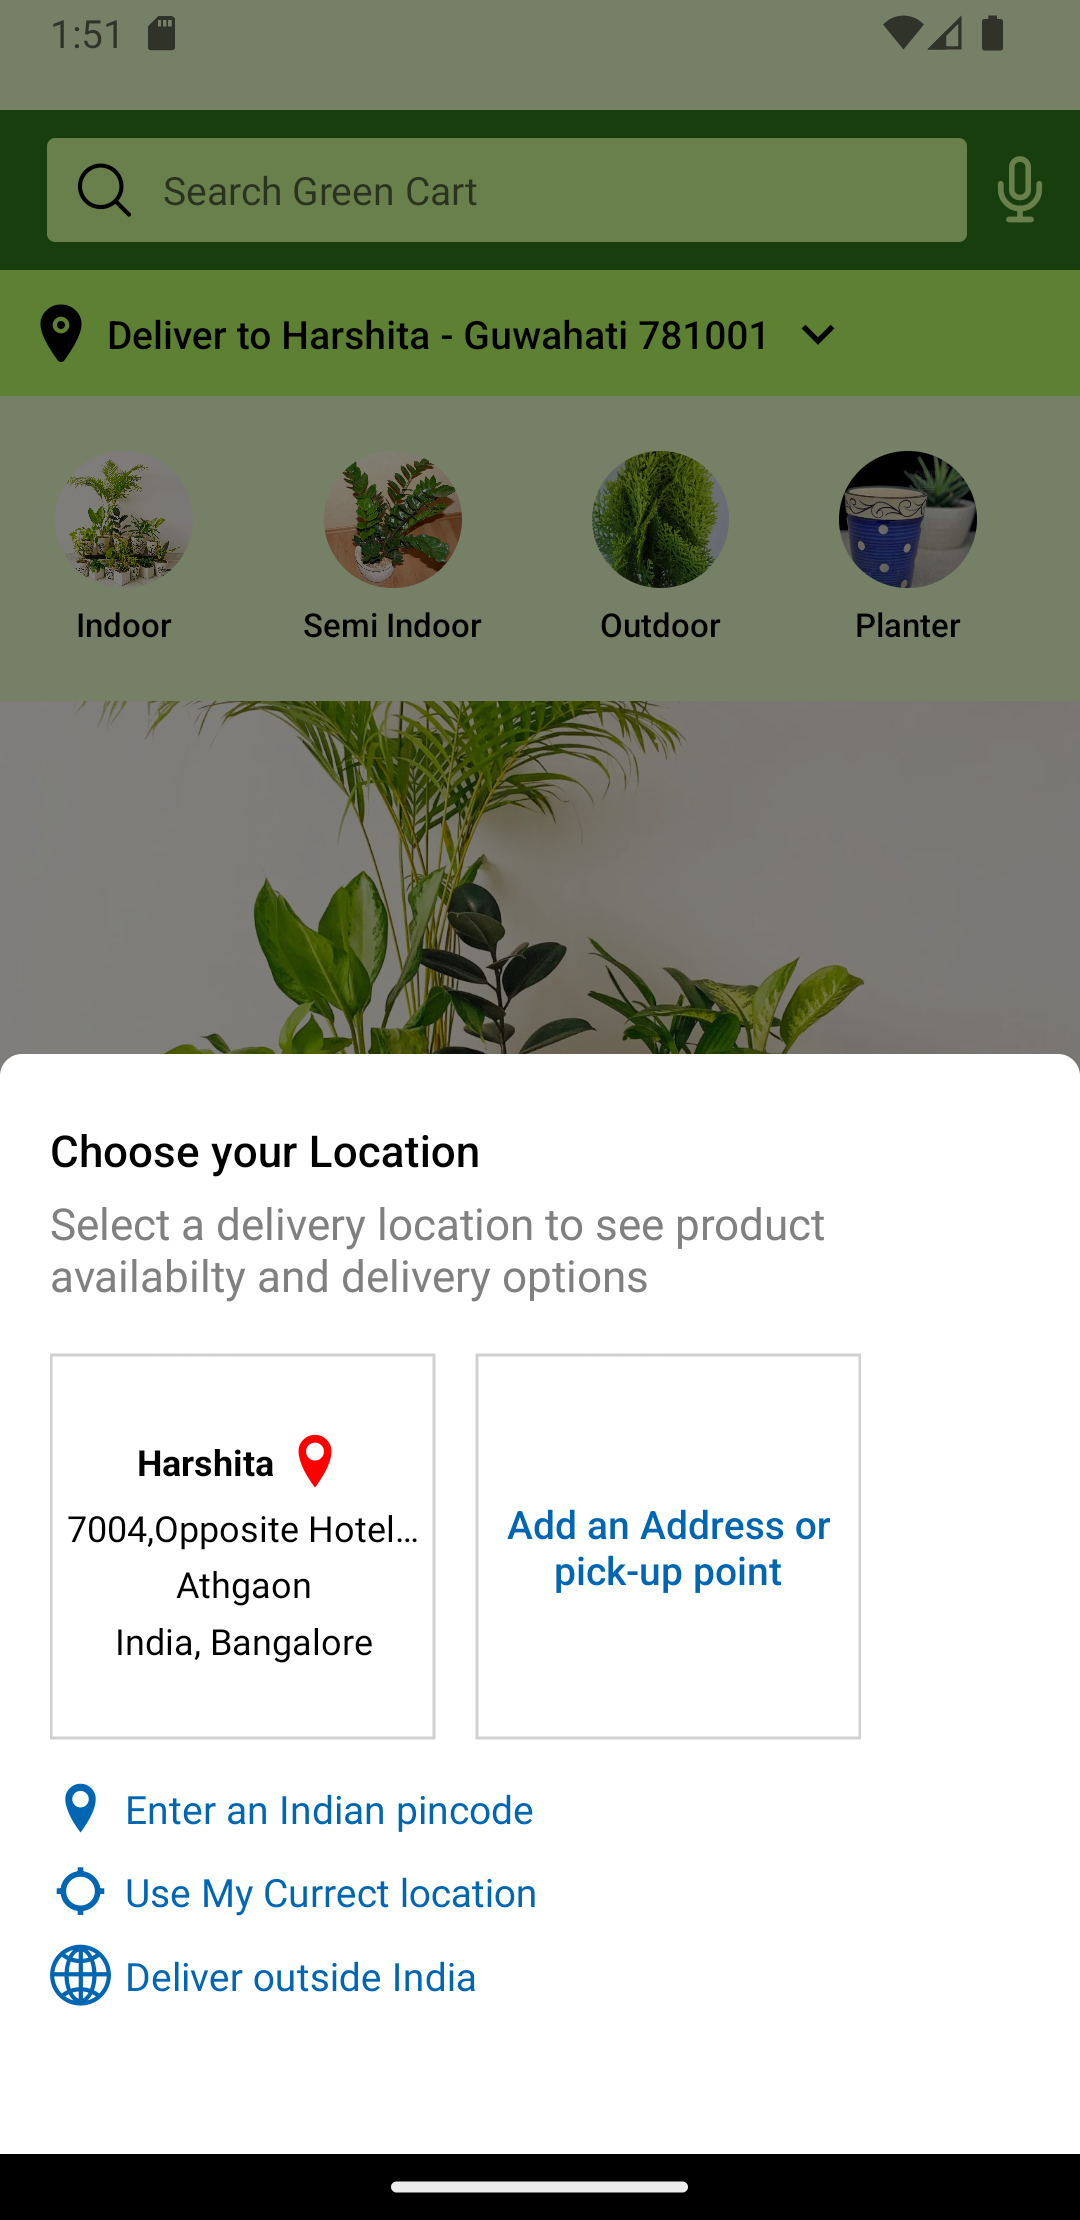 1:51
Search Green Cart
Deliver to Harshita - Guwahati 781001
Indoor
Semi Indoor
Outdoor
Planter
Choose your Location
Select a delivery location to see product
availabilty and delivery options
Harshita
7004,Opposite Hotel...
Athgaon
India, Bangalore
Add an Address or
pick-up point
Enter an Indian pincode
Use My Currect location
Deliver outside India